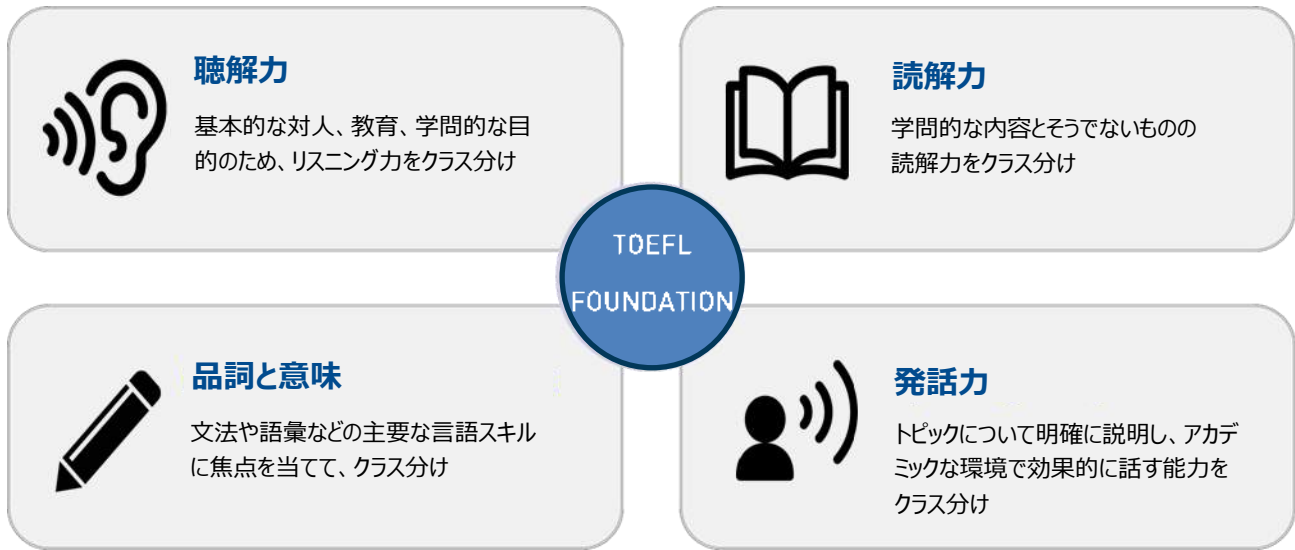 聴解力
基本的な対人、教育、学問的な目
的のため、リスニング力をクラス分け
読解力
学問的な内容とそうでないものの
読解力をクラス分け
TOEFL
FOUNDATION
品詞と意味
文法や語彙などの主要な言語スキル
に焦点を当てて、クラス分け
発話力
トピックについて明確に説明し、アカデ
ミックな環境で効果的に話す能力を
クラス分け